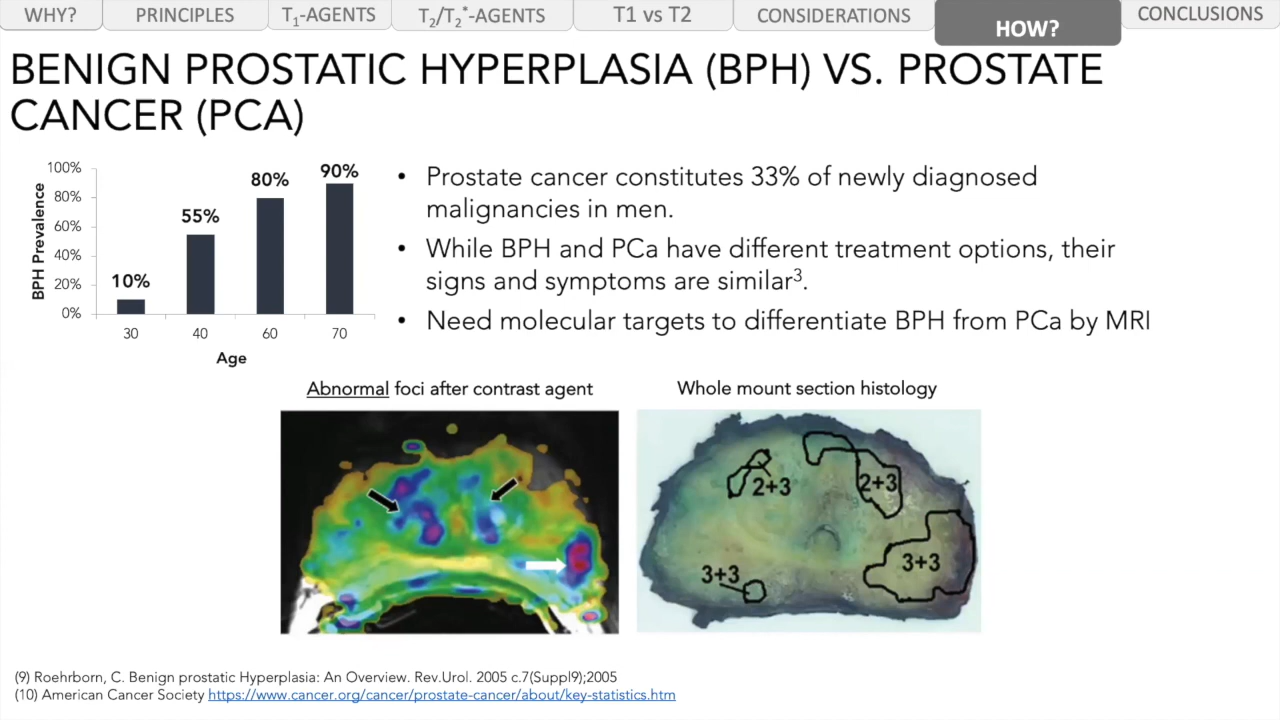 WHY?
PRINCIPLES
T1-AGENTS
T2/T2*-AGENTS
T1 vs T2
CONSIDERATIONS
HOW?
CONCLUSIONS
BENIGN PROSTATIC HYPERPLASIA (BPH) VS. PROSTATE
CANCER (PCA)
BPH Prevalence
100%
80%
60%
40%
20%
0%
10%
55%
80%
90%
30
40
60
70
Age
• Prostate cancer constitutes 33% of newly diagnosed
malignancies in men.
• While BPH and PCa have different treatment options, their
signs and symptoms are similar3.
• Need molecular targets to differentiate BPH from PCa by MRI
Abnormal foci after contrast agent
Whole mount section histology
2+3
2+3
3+3
3+3
(9) Roehrborn, C. Benign prostatic Hyperplasia: An Overview. Rev.Urol. 2005 c.7(Suppl9);2005
(10) American Cancer Society https://www.cancer.org/cancer/prostate-cancer/about/key-statistics.htm